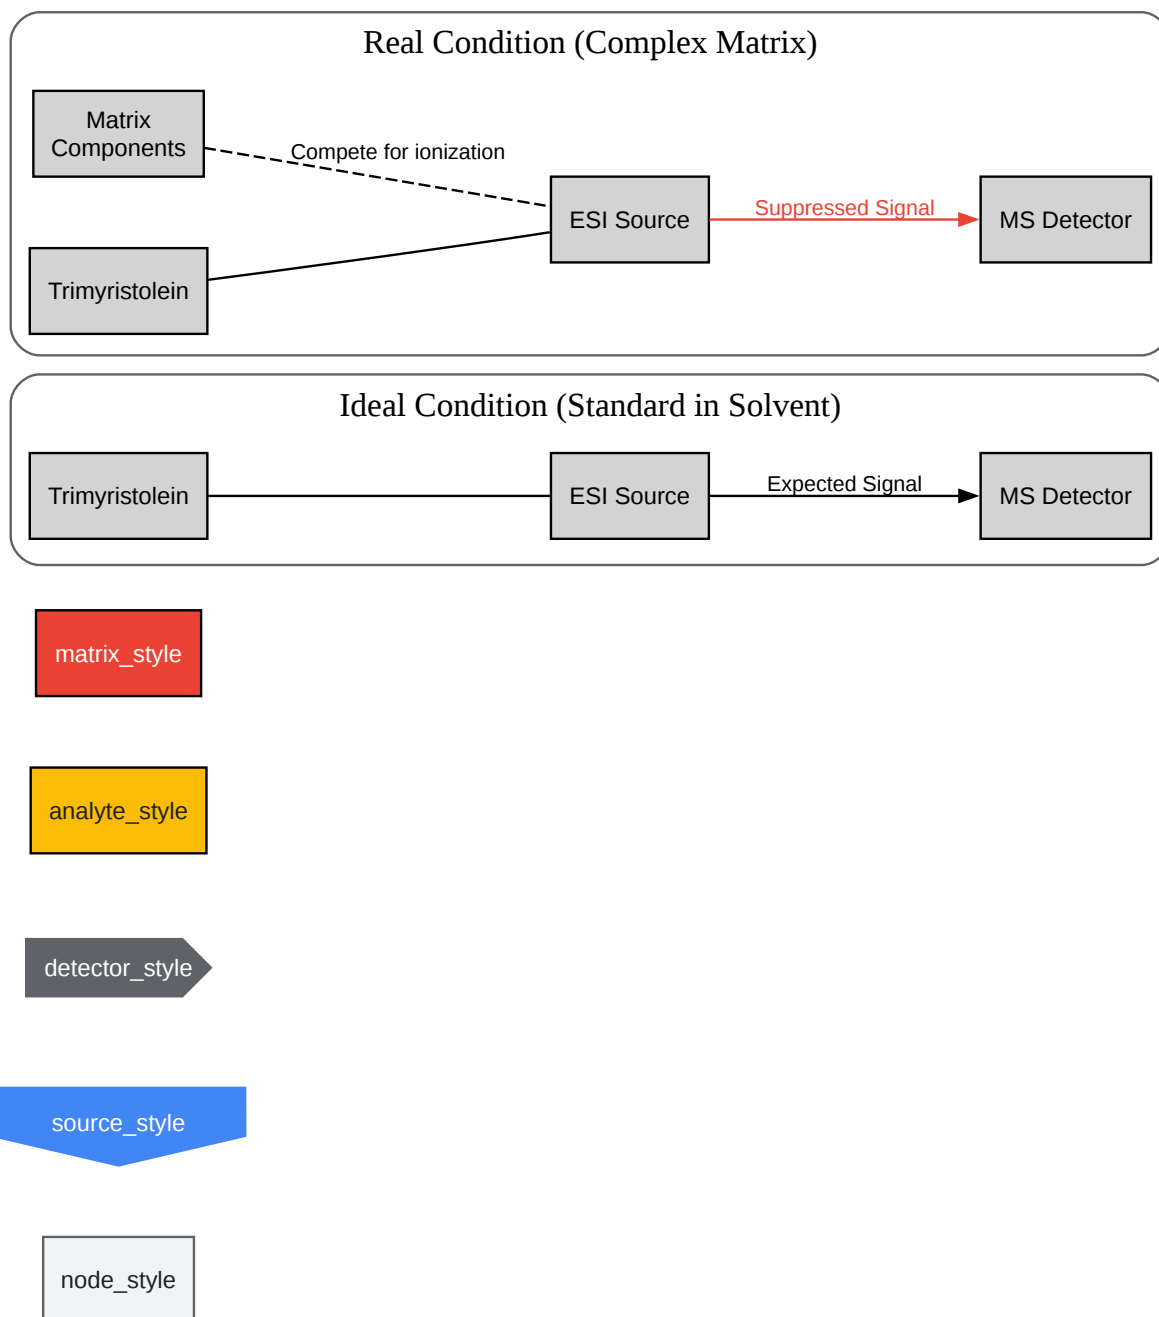 Real Condition (Complex Matrix)
Matrix
Components
Compete for ionization
ESI Source
Suppressed Signal
MS Detector
Trimyristolein
Ideal Condition (Standard in Solvent)
Trimyristolein
ESI Source
Expected Signal
MS Detector
matrix_style
analyte_style
detector_style
source_style
node_style